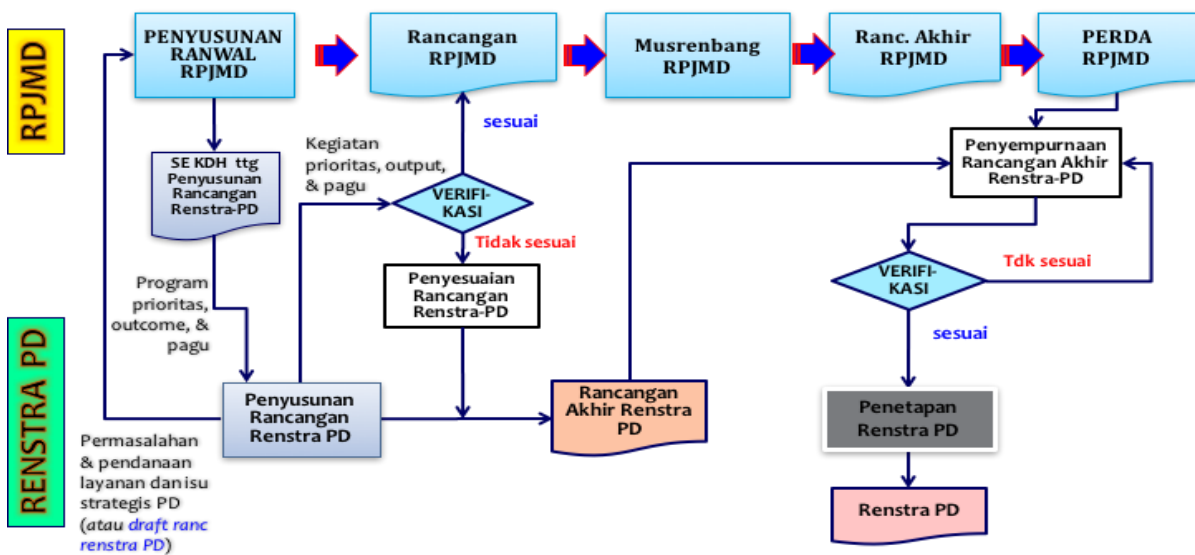 RPJMD
PENYUSUNAN
RANWAL
RPJMD
Rancangan
RPJMD
Musrenbang
RPJMD
Ranc. Akhir
RPJMD
PERDA
RPJMD
SE KDH ttg
Penyusunan
Rancangan
Renstra-PD
Kegiatan
prioritas, output,
& pagu
sesuai
VERIFI-
KASI
Tidak sesuai
Penyesuaian
Rancangan
Renstra-PD
Penyempurnaan
Rancangan Akhir
Renstra-PD
VERIFI-
KASI
Tdk sesuai
sesuai
Program
prioritas,
outcome, &
pagu
RENSTRA PD
Penyusunan
Rancangan
Renstra PD
Rancangan
Akhir Renstra
PD
Penetapan
Renstra PD
Renstra PD
Permasalahan
& pendanaan
layanan dan isu
strategis PD
(atau draft ranc
renstra PD)